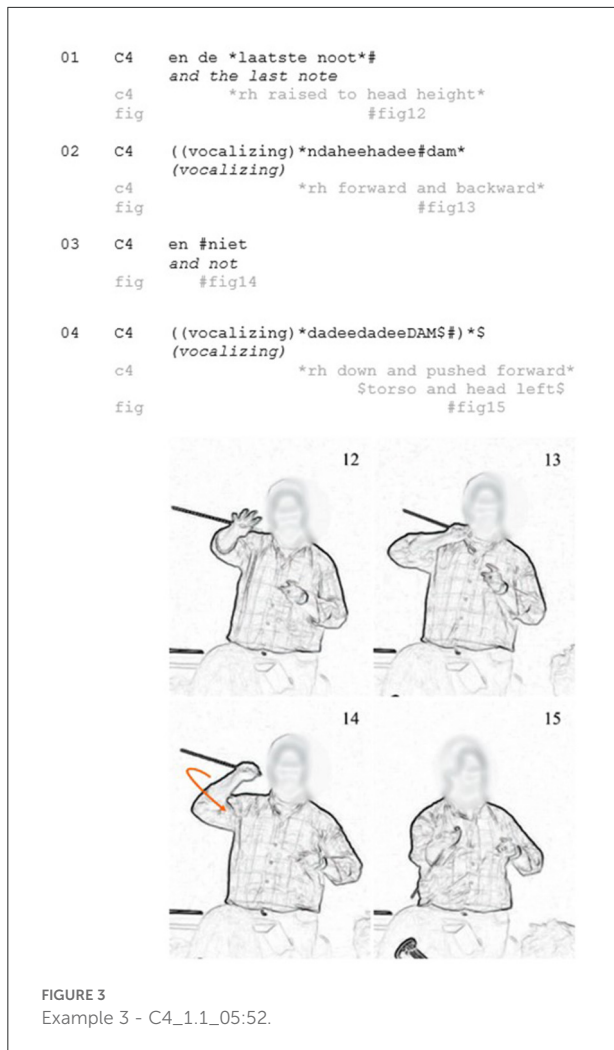 01 C4 en de *laatste noot*#
and the last note
c4 *rh raised to head height*
fig #fig12
02 C4 ((vocalizing)*ndaheehadee#dam*
(vocalizing)
c4 *rh forward and backward*
fig #fig13
03 C4 en #niet
and not
fig #fig14
04 C4 ((vocalizing)*dadeedadeeDAM$#)*$
(vocalizing)
c4 *rh down and pushed forward*
$torso and head left$
fig #fig15
12 13
14 15
FIGURE 3
Example 3 - C4_1.1_05:52.